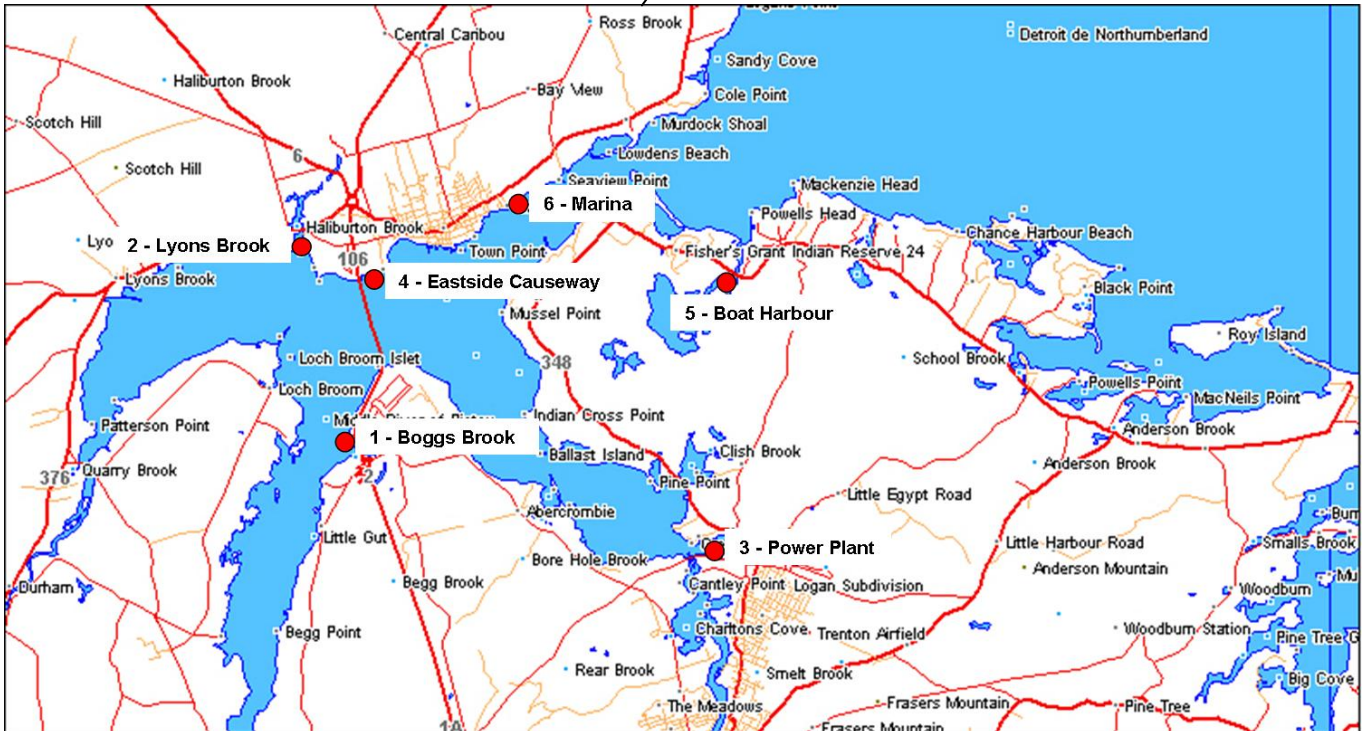 Ross Brook
Central Caribou
Detroit de Northumberland
Sandy Cove
Haliburton Brook
Bay View
Cole Point
Scotch Hill
Murdock Shoal
6
Lowdens Beach
Scotch Hill
Seaview Point
Mackenzie Head
6 - Marina
Powells Head
Haliburton Brook
Chance Harbour Beach
2 - Lyons Brook
Town Point
Fisher's Grant Indian Reserve 24
106
Lyons Brook
4 - Eastside Causeway
Black Point
5 - Boat Harbour
Mussel Point
Roy Island
Loch Broom Islet
348
School Brook
Loch Broom
Powells Point
MacNeils Point
Indian Cross Point
Patterson Point
1 - Boggs Brook
Anderson Brook
Ballast Island
Clish Brook
Quarry Brook
376
2
Anderson Brook
Pine Point
Little Egypt Road
Abercrombie
Little Gut
3 - Power Plant
Little Harbour Road
Smalls Brook
Bore Hole Brook
Anderson Mountain
Durham
Begg Brook
Cantley Point
Logan Subdivision
Woodburn
Begg Point
Charltons Cove
Trenton Airfield
Woodburn Station
Rear Brook
Smelt Brook
Big Cove
The Meadows
Frasers Mountain
Pine Tree
1A
Frasers Mountain